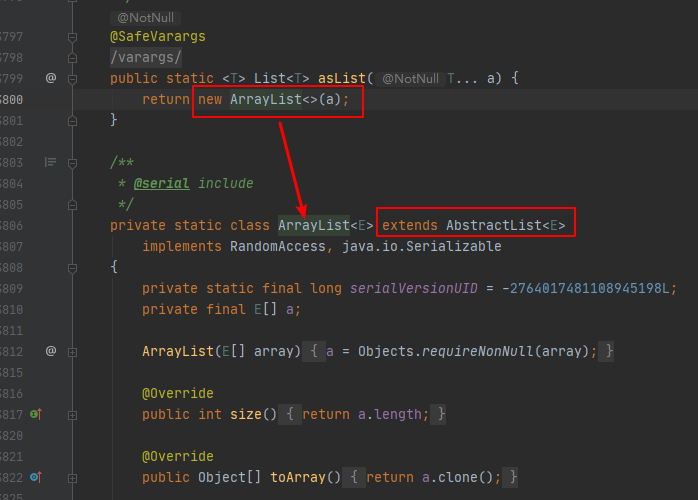 @NotNull
3797 @SafeVarargs
3798 /varargs/
3799 @ public static <T> List<T> asList( @NotNull T... a) {
3800 return new ArrayList<>(a);
3801 }
3802
3803 /**
3804 * @serial include
3805 */
3806 private static class ArrayList<E> extends AbstractList<E>
3807 implements RandomAccess, java.io.Serializable
3808 {
3809 private static final long serialVersionUID = -2764017481108945198L;
3810 private final E[] a;
3811
3812 @ ArrayList(E[] array) { a = Objects.requireNonNull(array); }
3815
3816 @Override
3817 public int size() { return a.length; }
3820
3821 @Override
3822 public Object[] toArray() { return a.clone(); }
3825